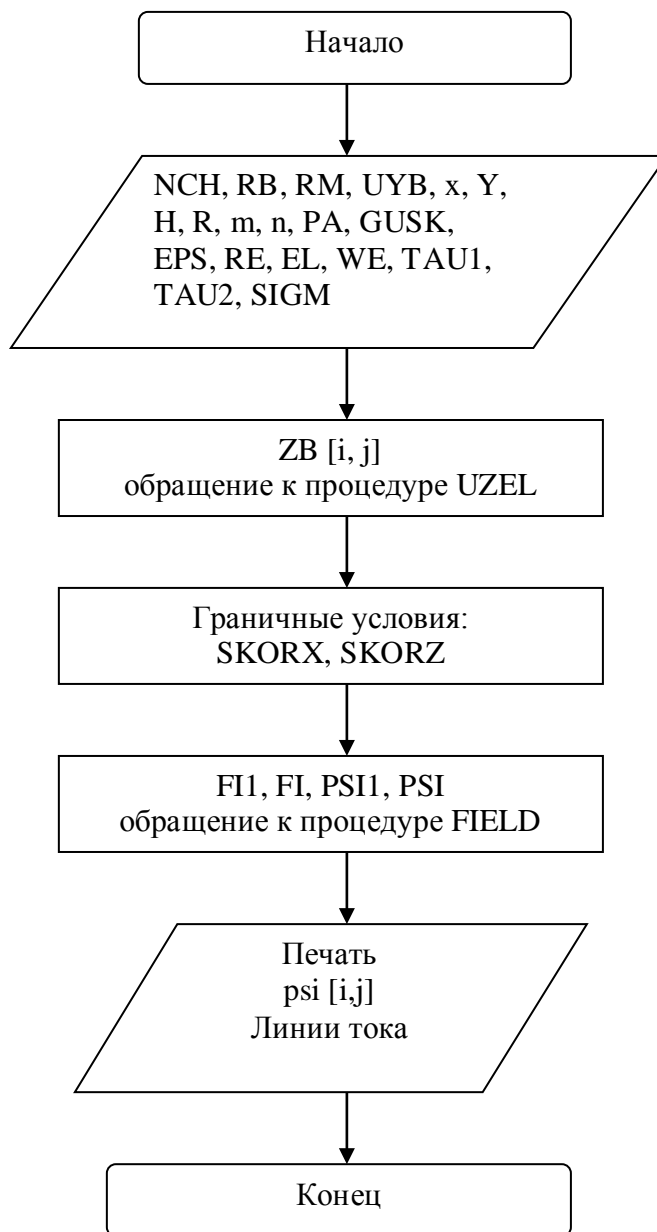 Начало
NCH, RB, RM, UYB, x, Y,
H, R, m, n, PA, GUSK,
EPS, RE, EL, WE, TAU1,
TAU2, SIGM
ZB [i, j]
обращение к процедуре UZEL
Граничные условия:
SKORX, SKORZ
FI1, FI, PSI1, PSI
обращение к процедуре FIELD
Печать
psi [i,j]
Линии тока
Конец